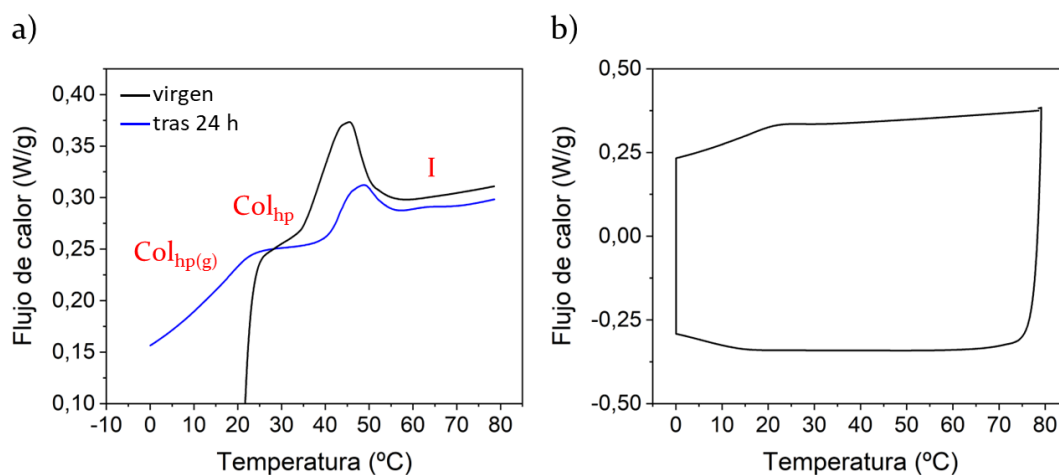 a)
b)
virgen
tras 24 h
I
Col_hp
Col_hp(g)
0,40
0,35
0,30
0,25
0,20
0,15
0,10
Flujo de calor (W/g)
-10 0 10 20 30 40 50 60 70 80
Temperatura (ºC)
0,50
0,25
0,00
-0,25
-0,50
Flujo de calor (W/g)
0 10 20 30 40 50 60 70 80
Temperatura (ºC)